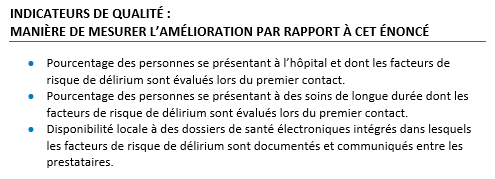 INDICATEURS DE QUALITÉ :
MANIÈRE DE MESURER L’AMÉLIORATION PAR RAPPORT À CET ÉNONCÉ
• Pourcentage des personnes se présentant à l’hôpital et dont les facteurs de
risque de délirium sont évalués lors du premier contact.
• Pourcentage des personnes se présentant à des soins de longue durée dont les
facteurs de risque de délirium sont évalués lors du premier contact.
• Disponibilité locale à des dossiers de santé électroniques intégrés dans lesquels
les facteurs de risque de délirium sont documentés et communiqués entre les
prestataires.